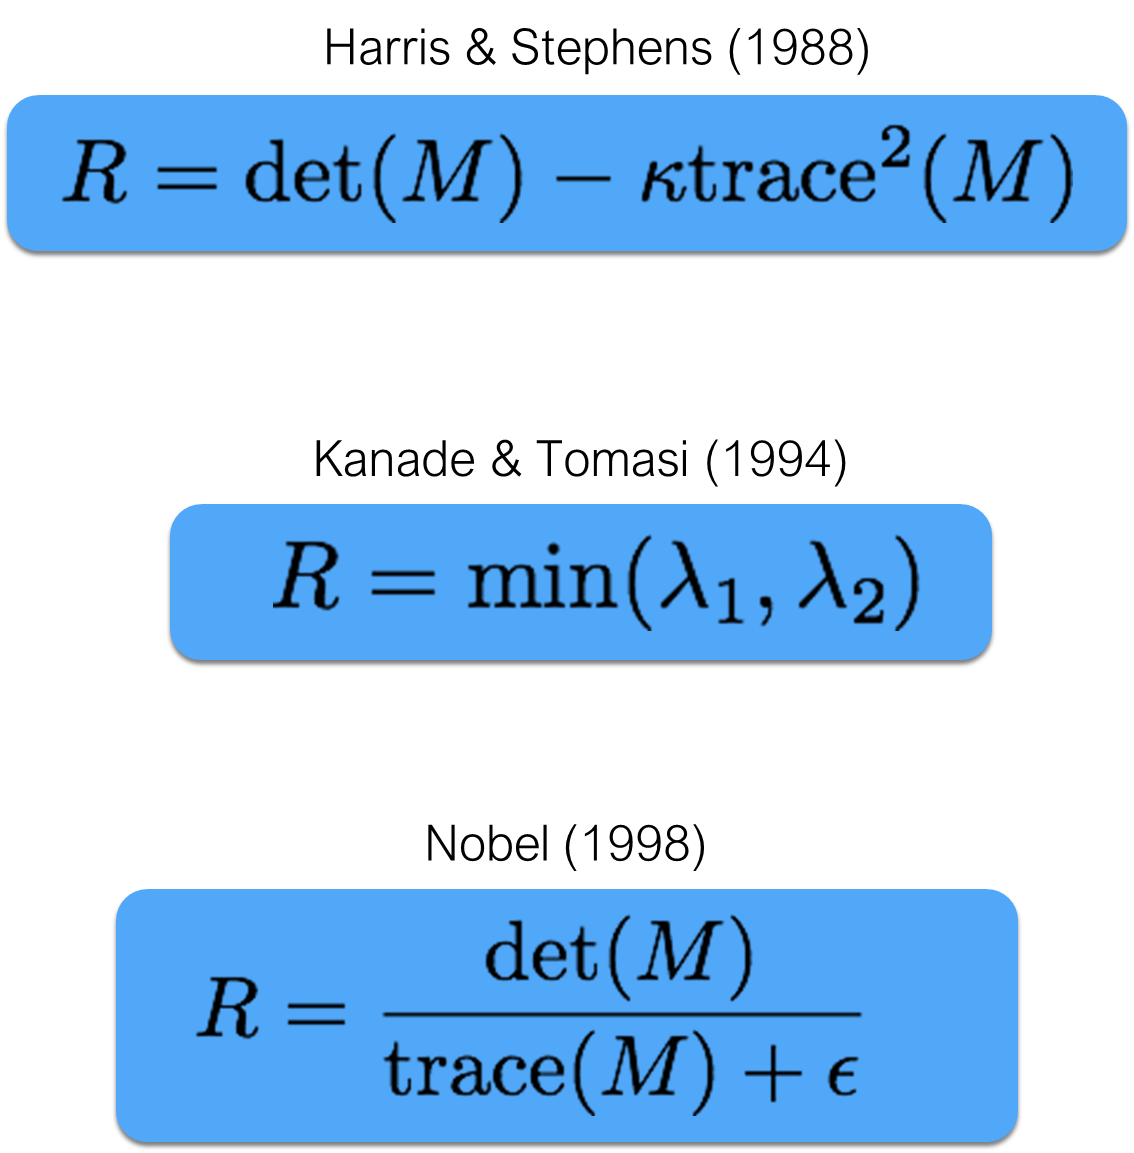 Harris & Stephens (1988)
R = det(M) − κtrace²(M)
Kanade & Tomasi (1994)
R = min(λ₁, λ₂)
Nobel (1998)
R = det(M) / trace(M) + ϵ